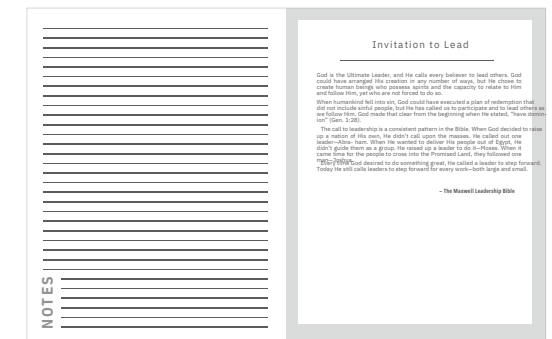 NOTES
Invitation to Lead
God is the Ultimate Leader, and He calls every believer to lead others. God
could have arranged His creation in any number of ways, but He chose to
create human beings who possess spirits and the capacity to relate to Him
and follow Him, yet who are not forced to do so.
When humankind fell into sin, God could have executed a plan of redemption that
did not include sinful people, but He has called us to participate and to lead others as
we follow Him. God made that clear from the beginning when He stated, "have domin-
ion" (Gen. 1:28).
The call to leadership is a consistent pattern in the Bible. When God decided to raise
up a nation of His own, He didn't call upon the masses. He called out one
leader—Abra- ham. When He wanted to deliver His people out of Egypt, He
didn't guide them as a group. He raised up a leader to do it—Moses. When it
came time for the people to cross into the Promised Land, they followed one
man—Joshua.
Every time God desired to do something great, He called a leader to step forward.
Today He still calls leaders to step forward for every work—both large and small.
– The Maxwell Leadership Bible